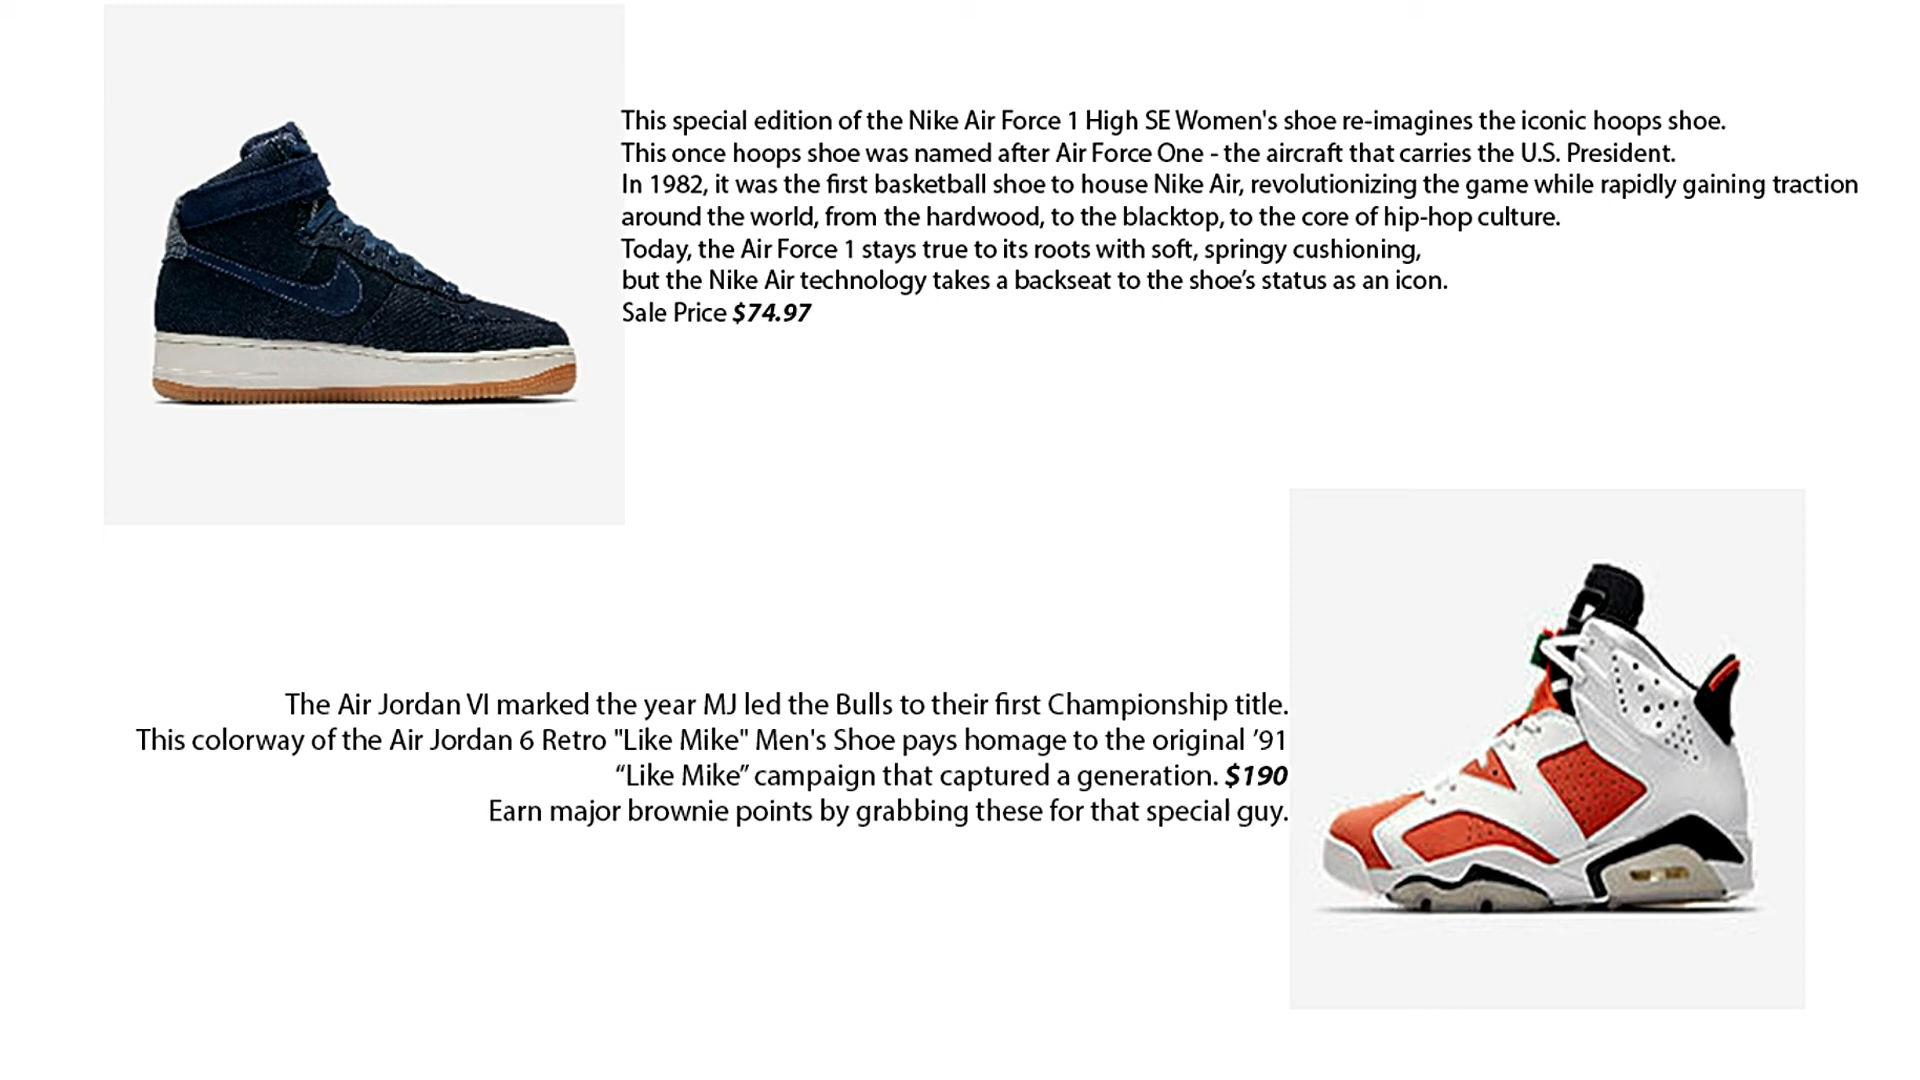 This special edition of the Nike Air Force 1 High SE Women's shoe re-imagines the iconic hoops shoe.
This once hoops shoe was named after Air Force One - the aircraft that carries the U.S. President.
In 1982, it was the first basketball shoe to house Nike Air, revolutionizing the game while rapidly gaining traction
around the world, from the hardwood, to the blacktop, to the core of hip-hop culture.
Today, the Air Force 1 stays true to its roots with soft, springy cushioning,
but the Nike Air technology takes a backseat to the shoe’s status as an icon.
Sale Price $74.97
The Air Jordan VI marked the year MJ led the Bulls to their first Championship title.
This colorway of the Air Jordan 6 Retro "Like Mike" Men's Shoe pays homage to the original ’91
“Like Mike” campaign that captured a generation. $190
Earn major brownie points by grabbing these for that special guy.